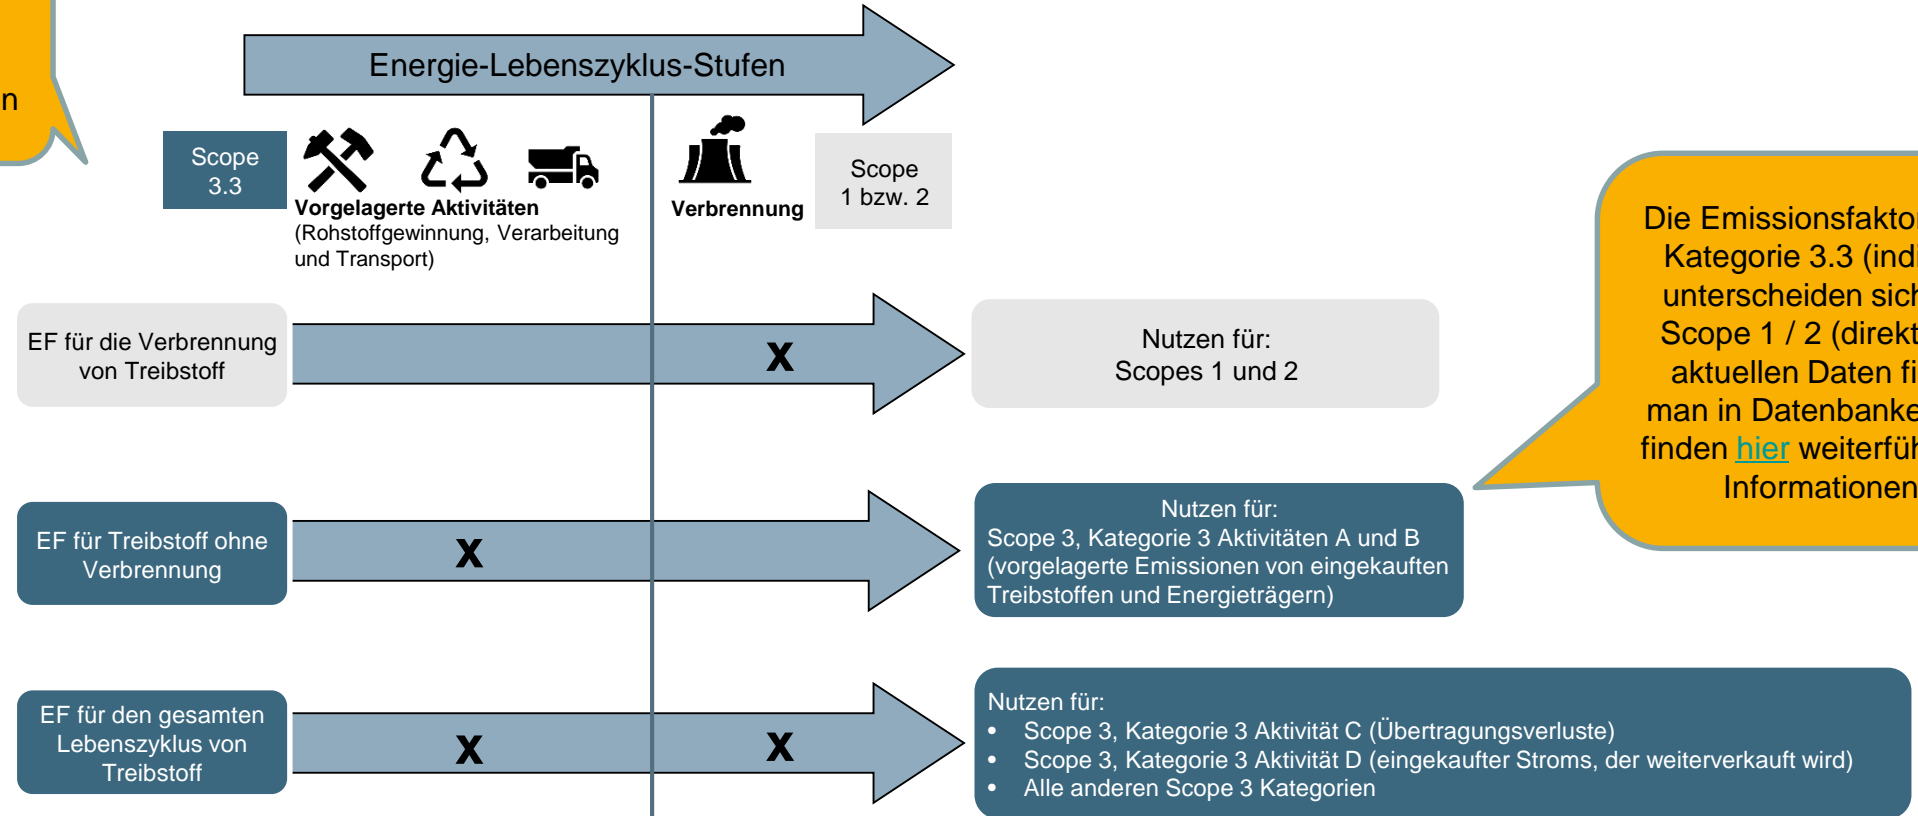 n
Energie-Lebenszyklus-Stufen
Scope
3.3
Vorgelagerte Aktivitäten
(Rohstoffgewinnung, Verarbeitung
und Transport)
Verbrennung
Scope
1 bzw. 2
EF für die Verbrennung
von Treibstoff
X
Nutzen für:
Scopes 1 und 2
Die Emissionsfakto
Kategorie 3.3 (ind
unterscheiden sic
Scope 1 / 2 (direkt
aktuellen Daten fi
man in Datenbanke
finden hier weiterfü
Informationen
EF für Treibstoff ohne
Verbrennung
X
Nutzen für:
Scope 3, Kategorie 3 Aktivitäten A und B
(vorgelagerte Emissionen von eingekauften
Treibstoffen und Energieträgern)
EF für den gesamten
Lebenszyklus von
Treibstoff
X X
Nutzen für:
• Scope 3, Kategorie 3 Aktivität C (Übertragungsverluste)
• Scope 3, Kategorie 3 Aktivität D (eingekaufter Stroms, der weiterverkauft wird)
• Alle anderen Scope 3 Kategorien